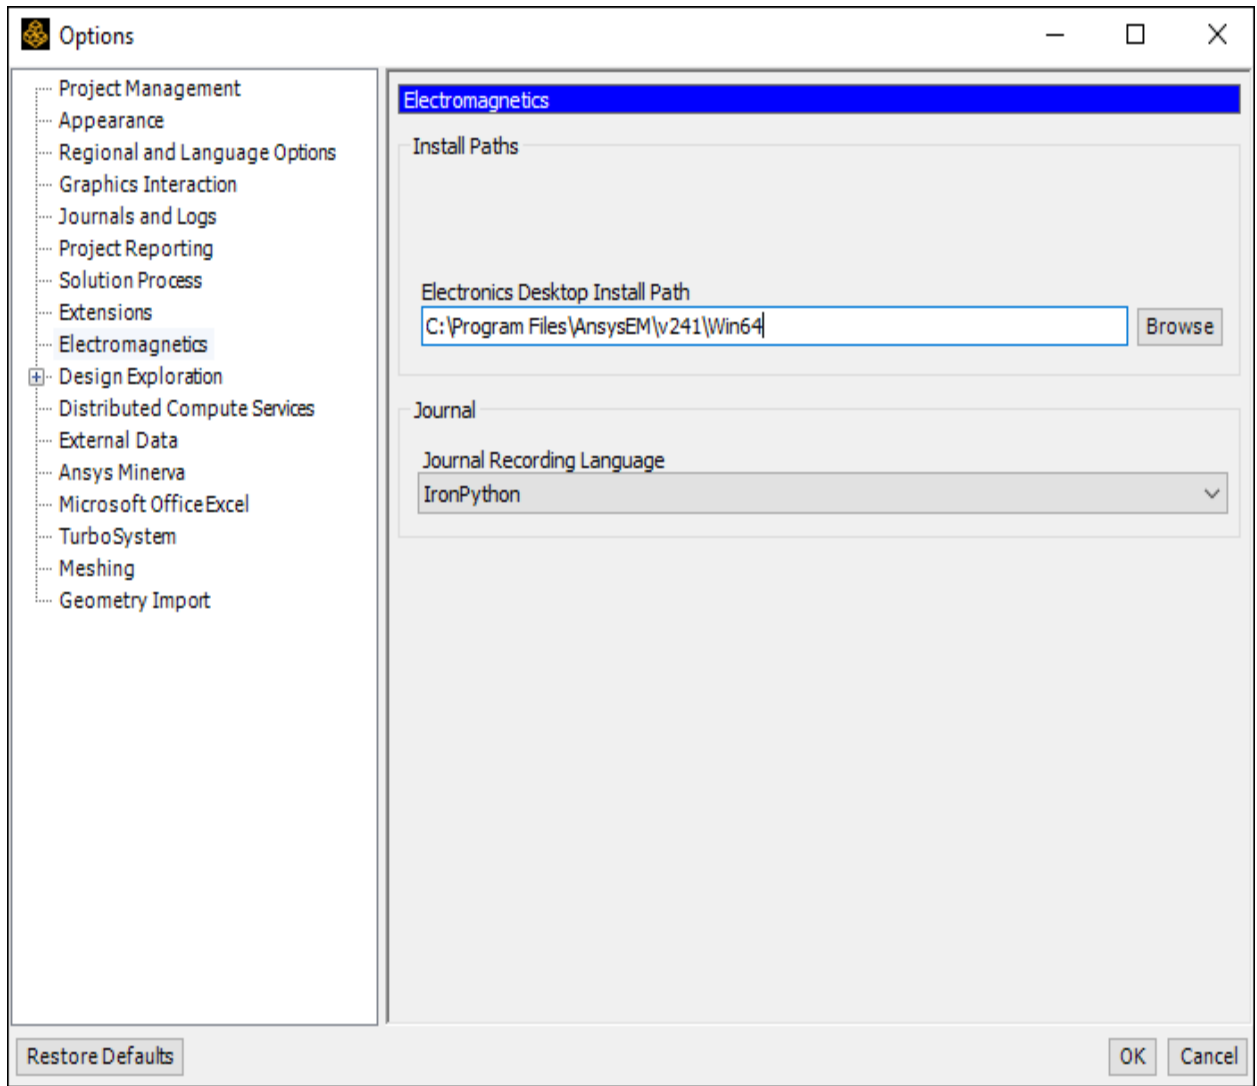 Options
Project Management
Appearance
Regional and Language Options
Graphics Interaction
Journals and Logs
Project Reporting
Solution Process
Extensions
Electromagnetics
Design Exploration
Distributed Compute Services
External Data
Ansys Minerva
Microsoft Office Excel
TurboSystem
Meshing
Geometry Import
Electromagnetics
Install Paths
Electronics Desktop Install Path
C:\Program Files\AnsysEM\v241\Win64
Browse
Journal
Journal Recording Language
IronPython
Restore Defaults
OK
Cancel